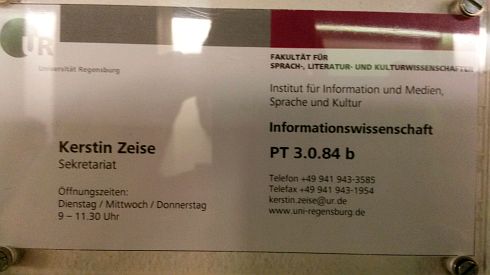 UR
Universität Regensburg
FAKULTÄT FÜR
SPRACH-, LITERATUR- UND KULTURWISSENSCHAFTEN
Institut für Information und Medien,
Sprache und Kultur
Informationswissenschaft
PT 3.0.84 b
Telefon +49 941 943-3585
Telefax +49 941 943-1954
kerstin.zeise@ur.de
www.uni-regensburg.de
Kerstin Zeise
Sekretariat
Öffnungszeiten:
Dienstag / Mittwoch / Donnerstag
9 – 11.30 Uhr